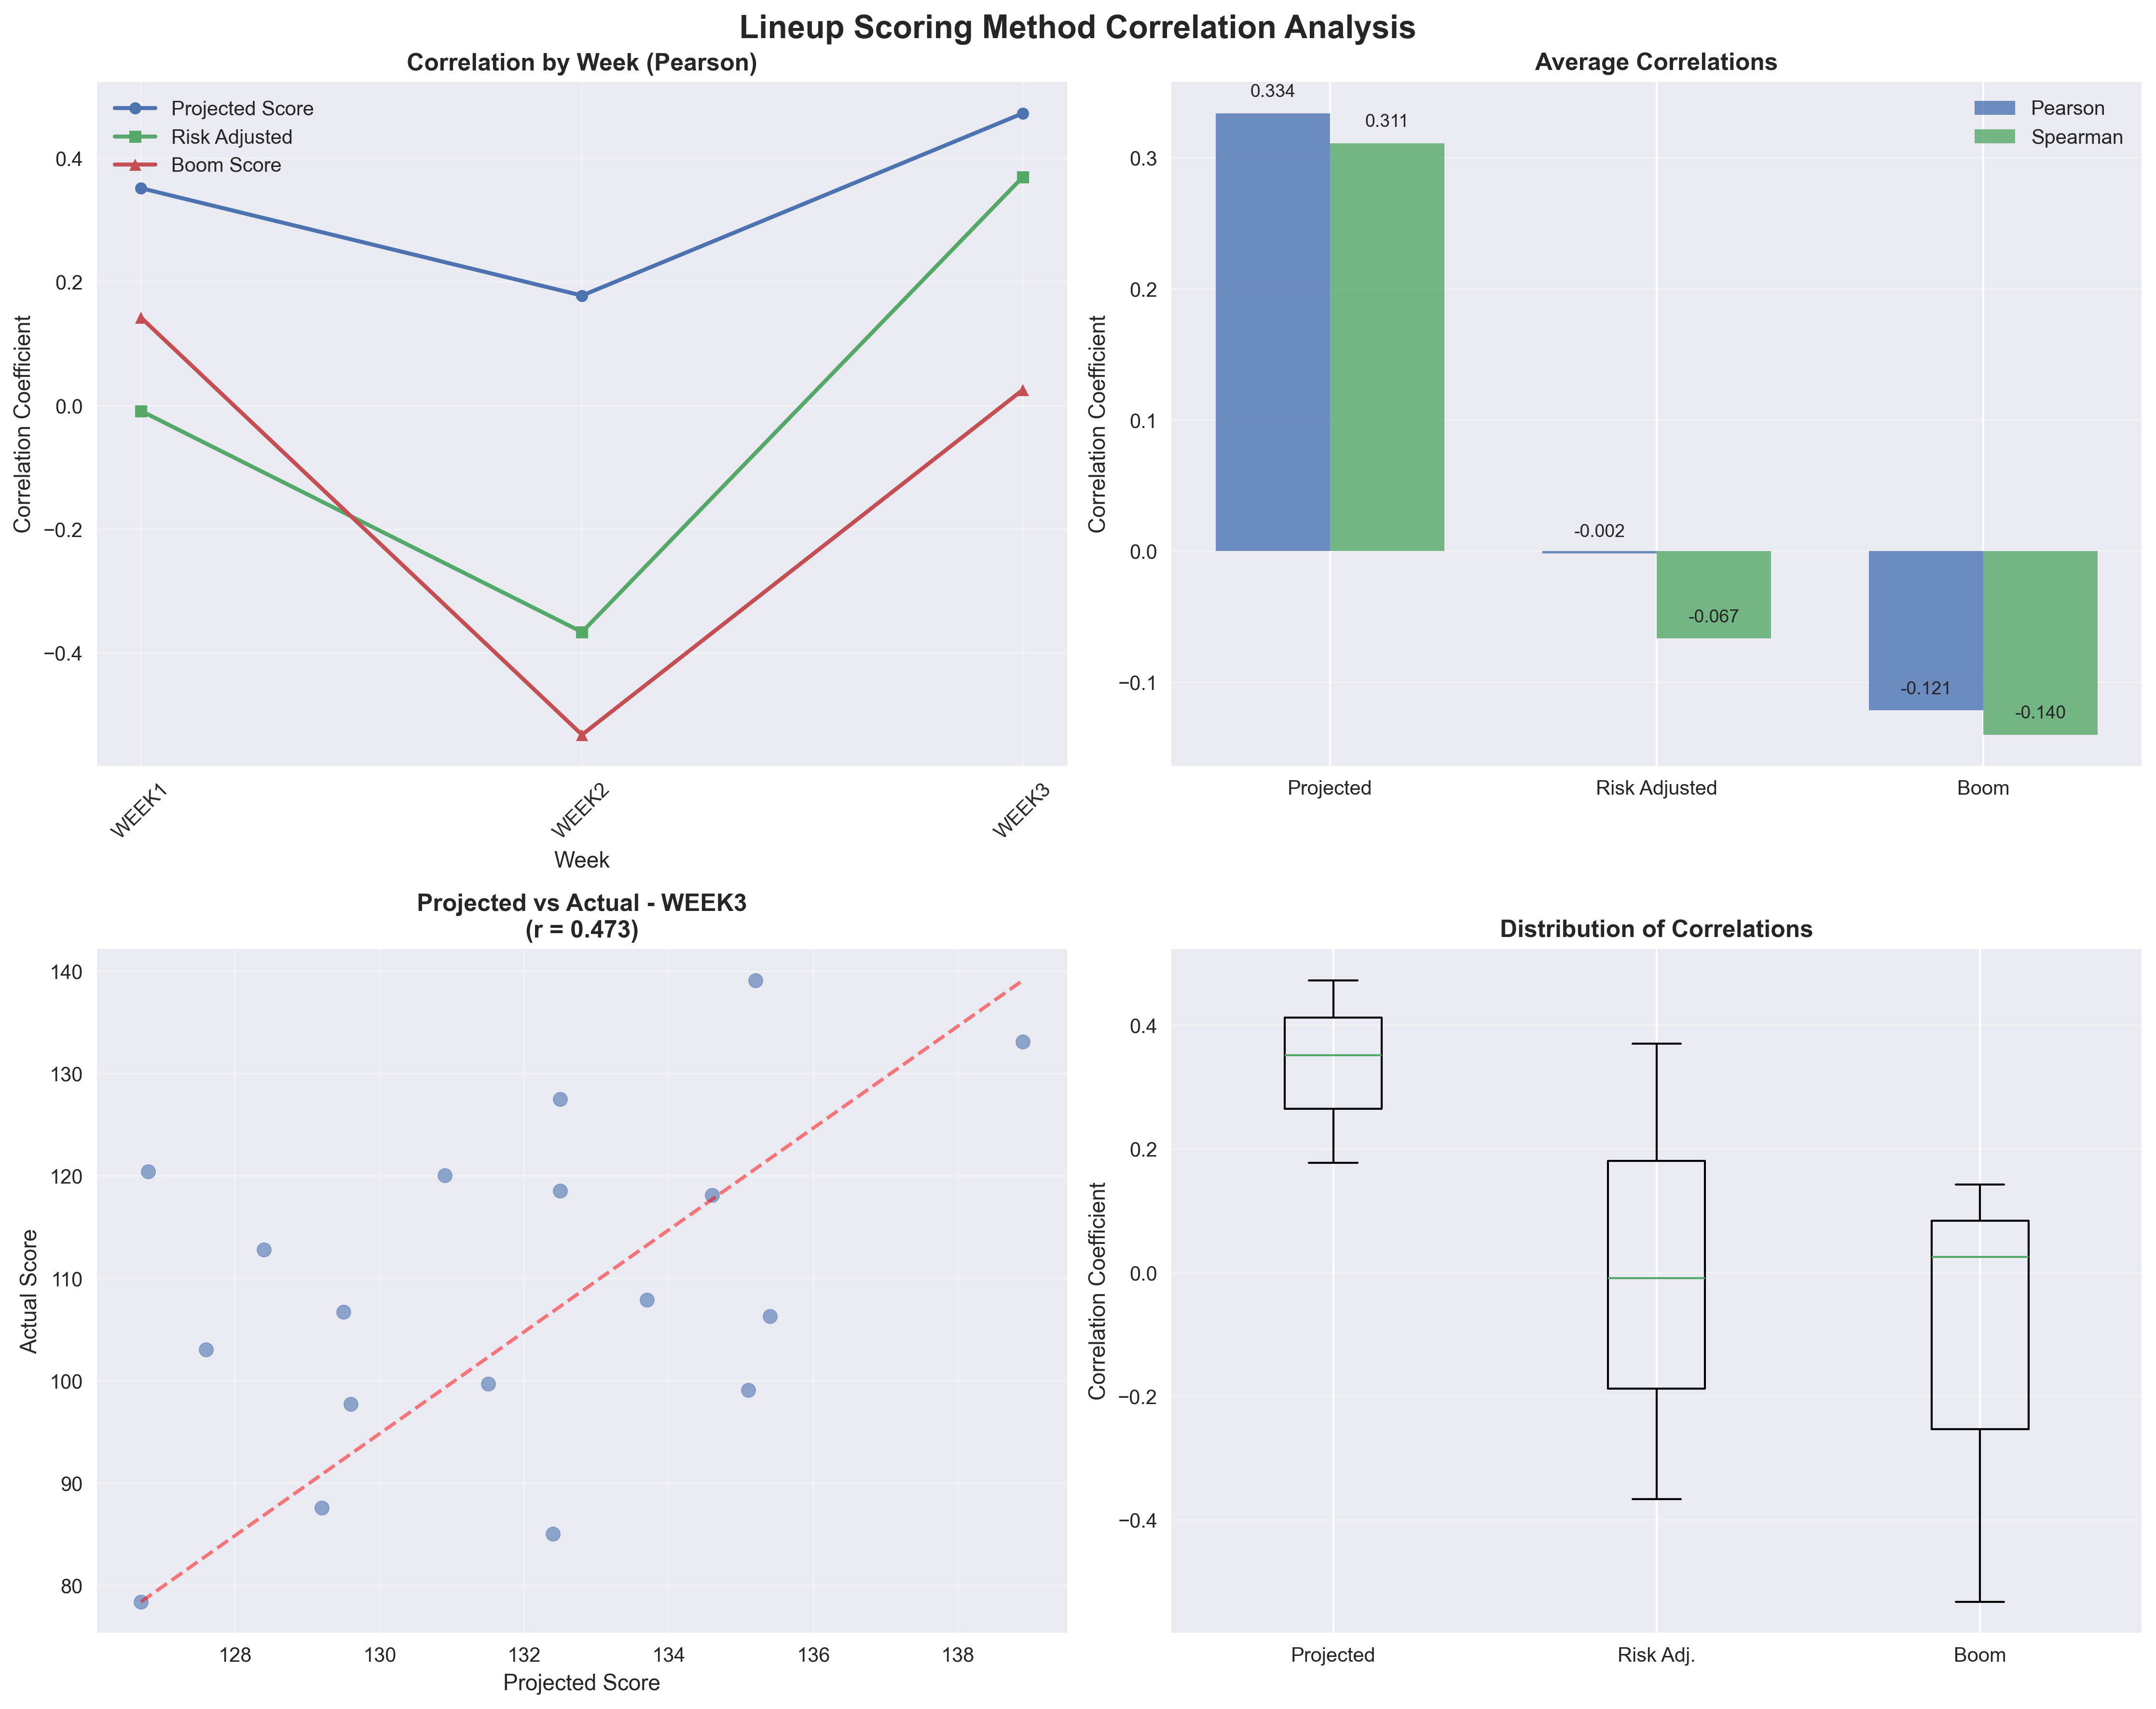 Lineup Scoring Method Correlation Analysis
Correlation by Week (Pearson)
Projected Score
Risk Adjusted
Boom Score
0.4
0.2
0.0
−0.2
−0.4
Correlation Coefficient
WEEK1
WEEK2
WEEK3
Week
Average Correlations
Pearson
Spearman
0.334
0.311
-0.002
-0.067
-0.121
-0.140
0.3
0.2
0.1
0.0
−0.1
Correlation Coefficient
Projected
Risk Adjusted
Boom
Projected vs Actual - WEEK3
(r = 0.473)
140
130
120
110
100
90
80
Actual Score
128
130
132
134
136
138
Projected Score
Distribution of Correlations
0.4
0.2
0.0
−0.2
−0.4
Correlation Coefficient
Projected
Risk Adj.
Boom